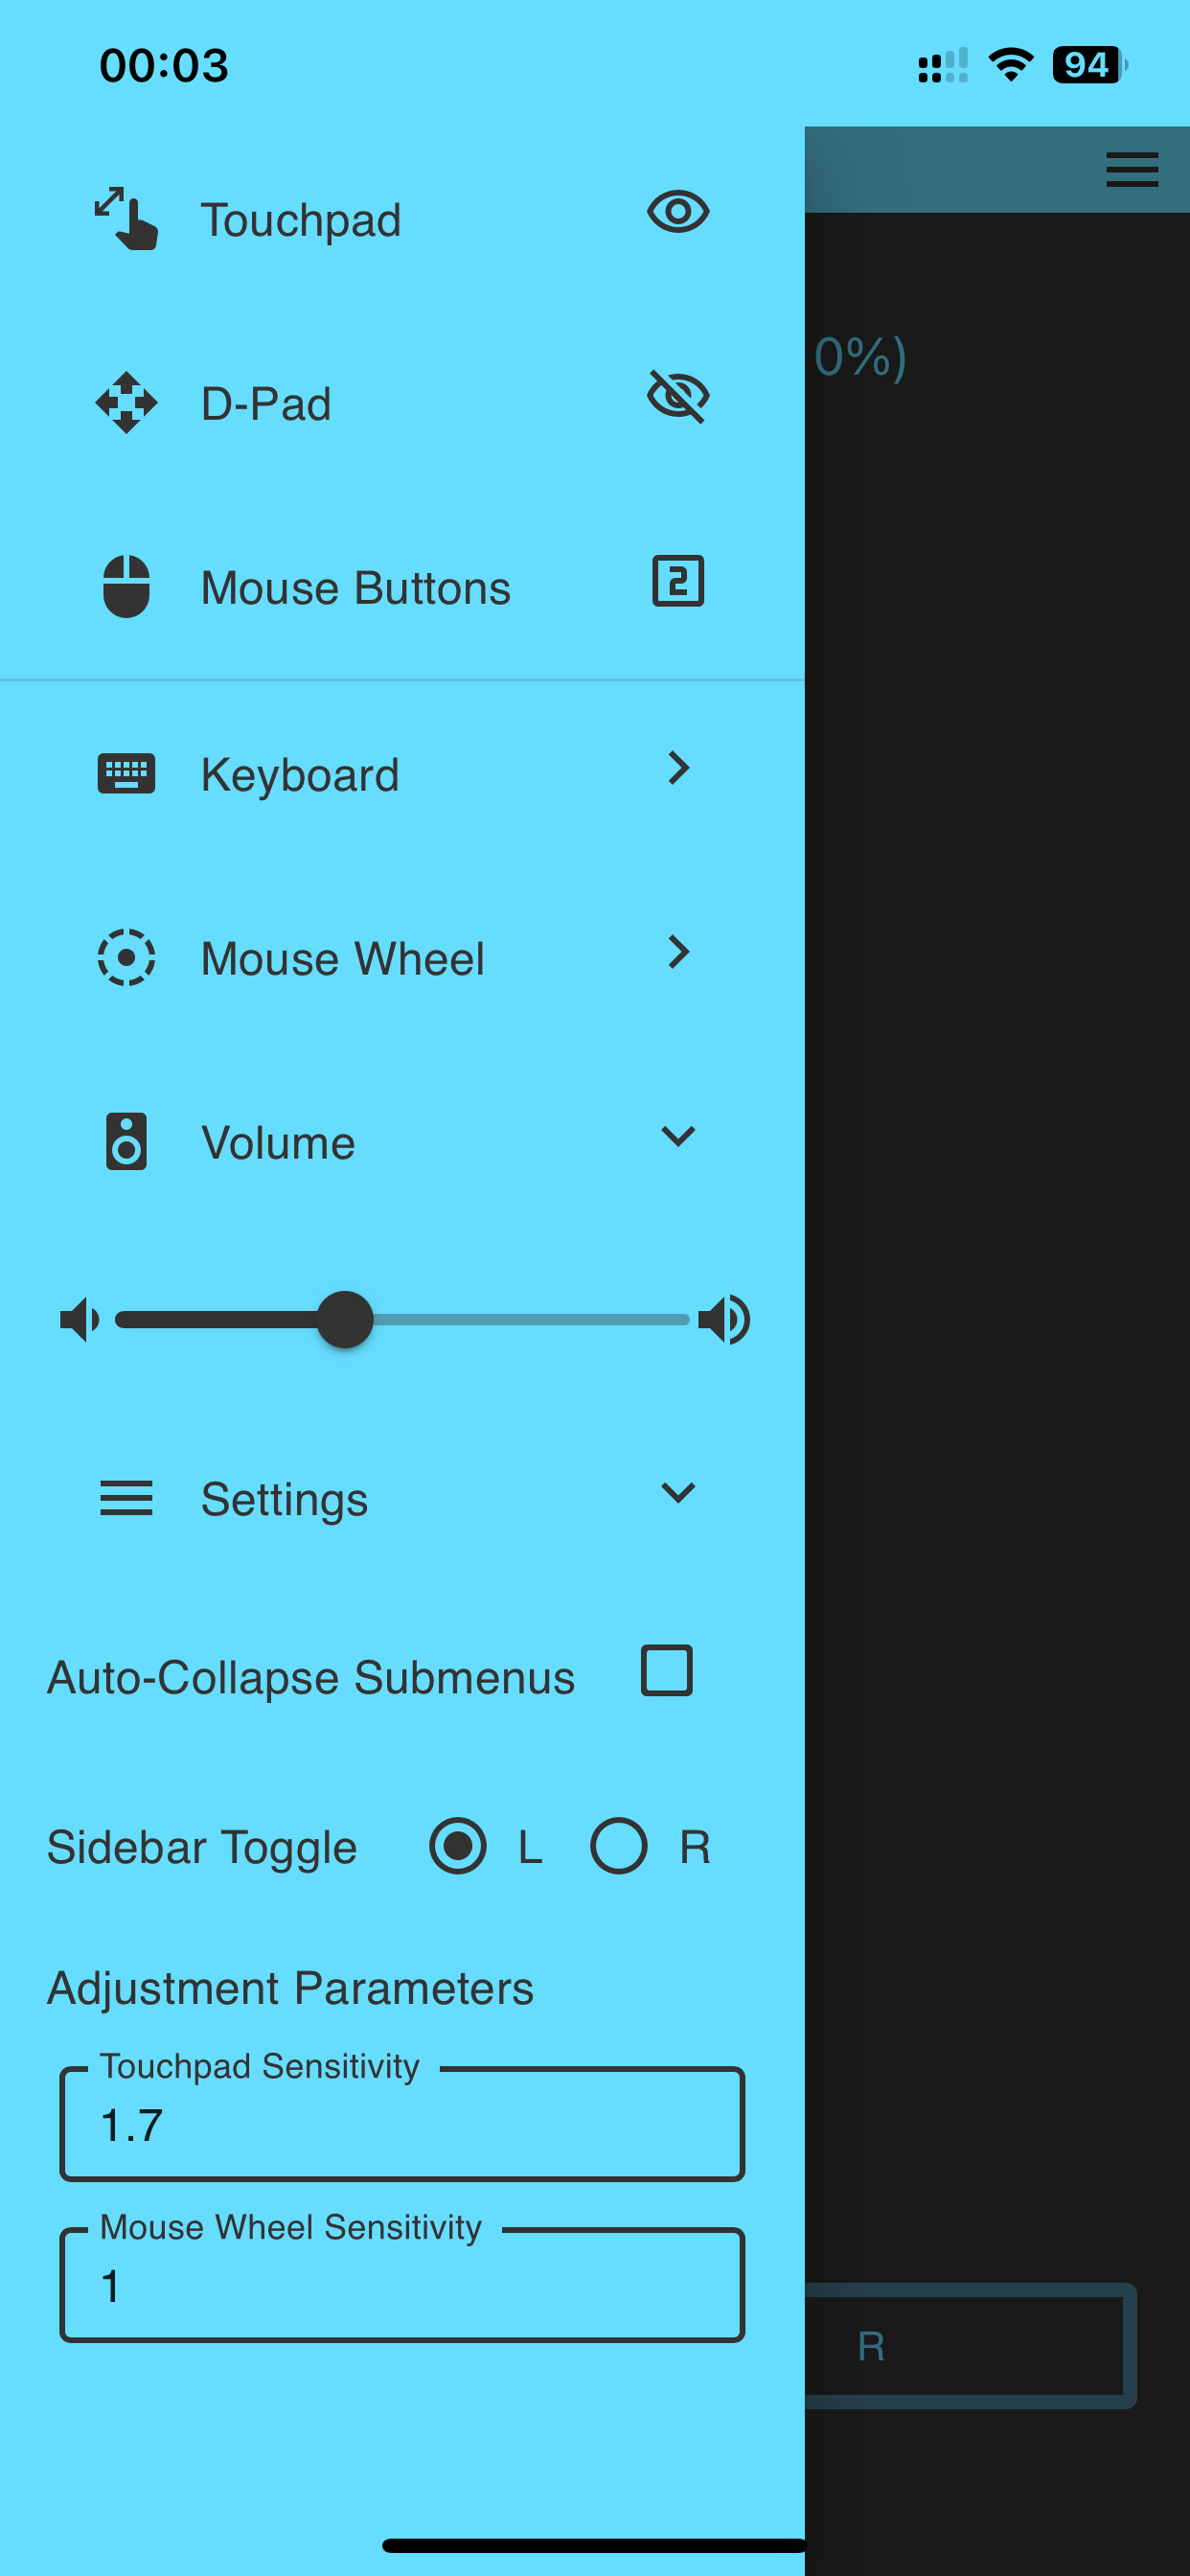 00:03
94
Touchpad
0%)
D-Pad
Mouse Buttons
2
Keyboard
Mouse Wheel
Volume
Settings
Auto-Collapse Submenus
Sidebar Toggle L R
Adjustment Parameters
Touchpad Sensitivity
1.7
Mouse Wheel Sensitivity
1
R